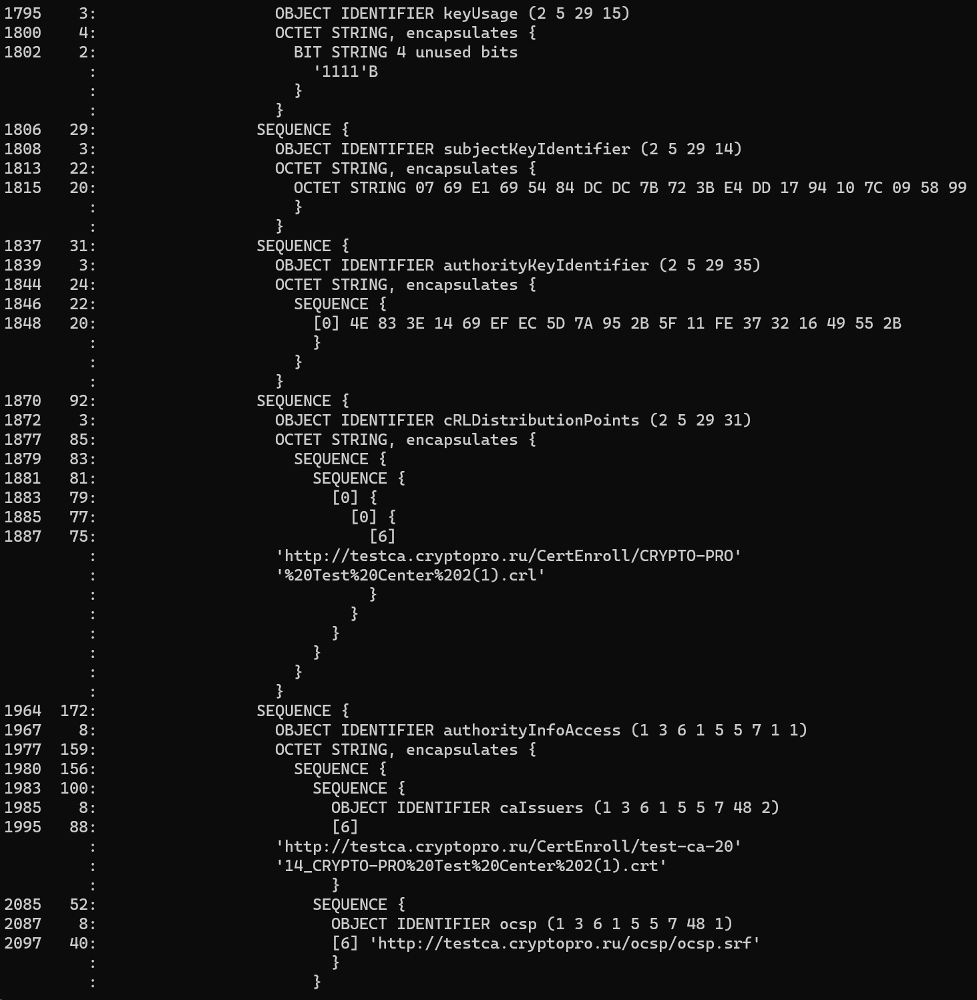 1795    3:                   OBJECT IDENTIFIER keyUsage (2 5 29 15)
1800    4:                   OCTET STRING, encapsulates {
1802    2:                     BIT STRING 4 unused bits
         :                       '1111'B
         :                     }
         :                   }
1806   29:                 SEQUENCE {
1808    3:                   OBJECT IDENTIFIER subjectKeyIdentifier (2 5 29 14)
1813   22:                   OCTET STRING, encapsulates {
1815   20:                     OCTET STRING 07 69 E1 69 54 84 DC DC 7B 72 3B E4 DD 17 94 10 7C 09 58 99
         :                     }
         :                   }
1837   31:                 SEQUENCE {
1839    3:                   OBJECT IDENTIFIER authorityKeyIdentifier (2 5 29 35)
1844   24:                   OCTET STRING, encapsulates {
1846   22:                     SEQUENCE {
1848   20:                       [0] 4E 83 3E 14 69 EF EC 5D 7A 95 2B 5F 11 FE 37 32 16 49 55 2B
         :                       }
         :                     }
         :                   }
1870   92:                 SEQUENCE {
1872    3:                   OBJECT IDENTIFIER cRLDistributionPoints (2 5 29 31)
1877   85:                   OCTET STRING, encapsulates {
1879   83:                     SEQUENCE {
1881   81:                       SEQUENCE {
1883   79:                         [0] {
1885   77:                           [0] {
1887   75:                             [6]
         :                   'http://testca.cryptopro.ru/CertEnroll/CRYPTO-PRO'
         :                   '%20Test%20Center%202(1).crl'
         :                             }
         :                           }
         :                         }
         :                       }
         :                     }
         :                   }
1964  172:                 SEQUENCE {
1967    8:                   OBJECT IDENTIFIER authorityInfoAccess (1 3 6 1 5 5 7 1 1)
1977  159:                   OCTET STRING, encapsulates {
1980  156:                     SEQUENCE {
1983  100:                       SEQUENCE {
1985    8:                         OBJECT IDENTIFIER caIssuers (1 3 6 1 5 5 7 48 2)
1995   88:                         [6]
         :                   'http://testca.cryptopro.ru/CertEnroll/test-ca-20'
         :                   '14_CRYPTO-PRO%20Test%20Center%202(1).crt'
         :                         }
2085   52:                       SEQUENCE {
2087    8:                         OBJECT IDENTIFIER ocsp (1 3 6 1 5 5 7 48 1)
2097   40:                         [6] 'http://testca.cryptopro.ru/ocsp/ocsp.srf'
         :                         }
         :                       }